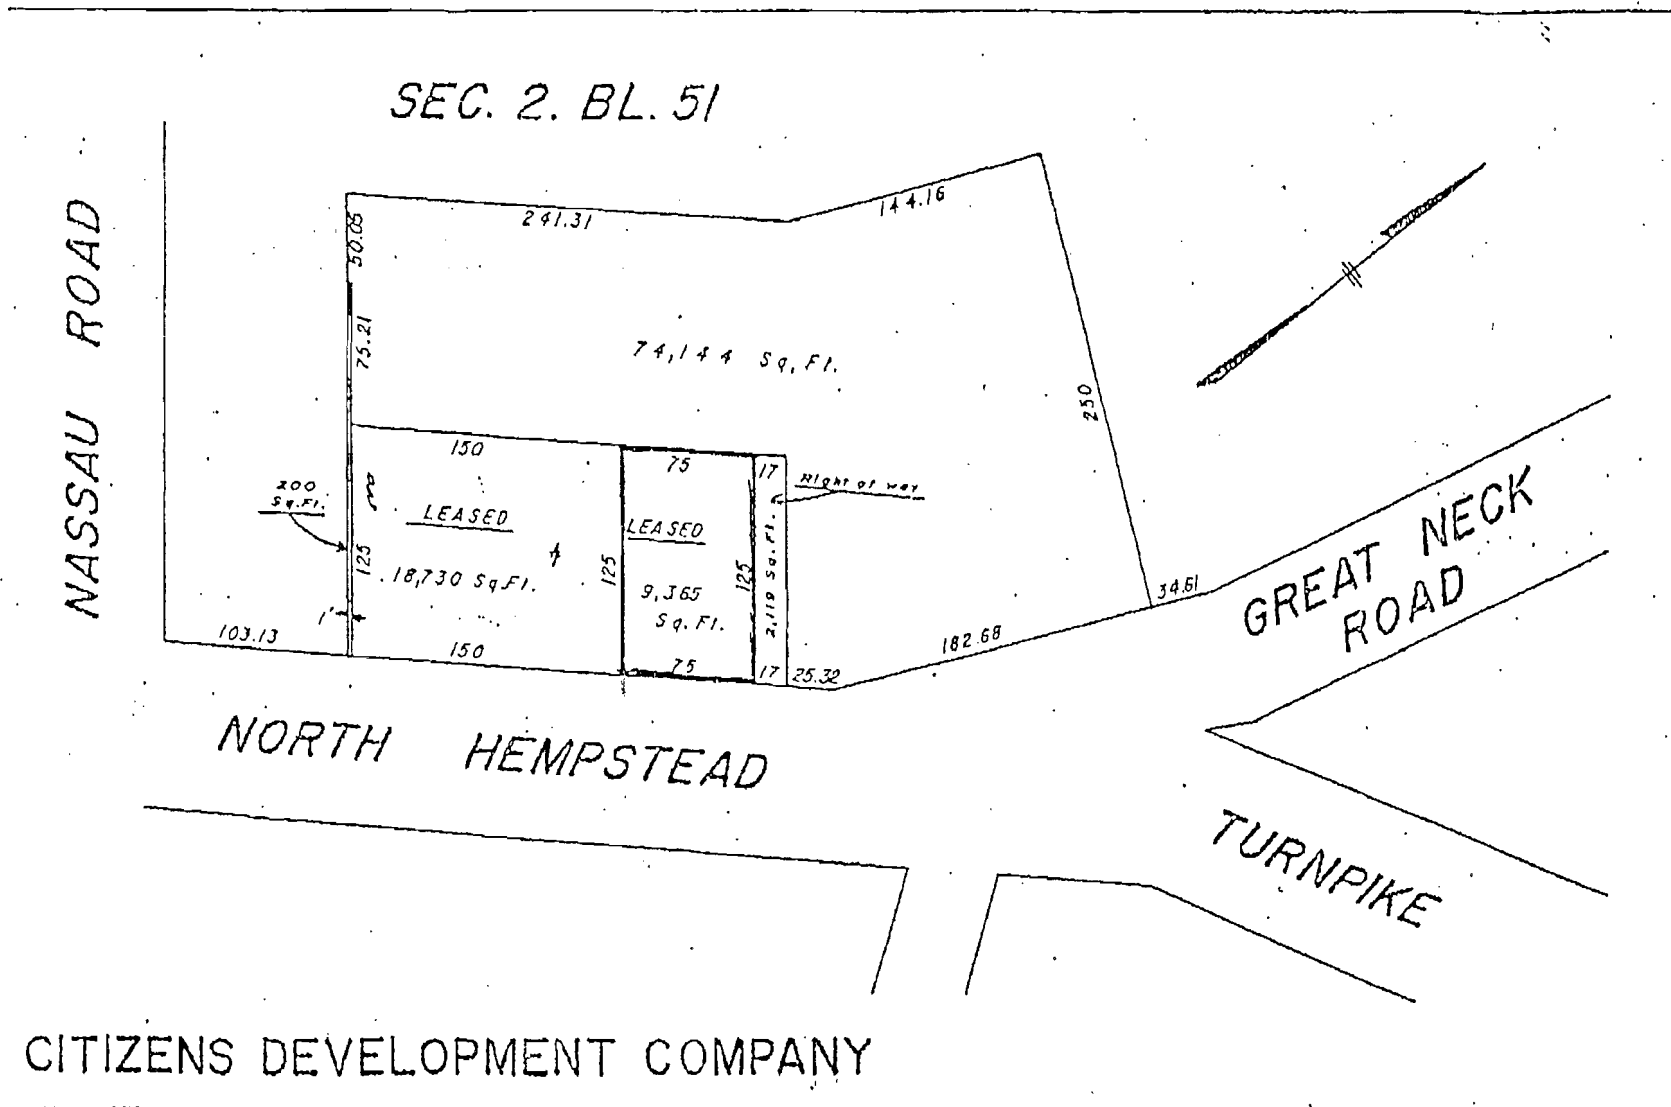 SEC. 2. BL. 51
NASSAU ROAD
241.31
144.16
50.05
75.21
74,144 Sq. Ft.
250
150
75
17
Right of way
200
Sq. Ft.
LEASED
LEASED
125
18,730 Sq. Ft.
125
9,365
Sq. Ft.
125
2,119 Sq. Ft.
1'
103.13
150
75
17
25.32
182.68
34.61
GREAT NECK
ROAD
NORTH HEMPSTEAD
TURNPIKE
CITIZENS DEVELOPMENT COMPANY